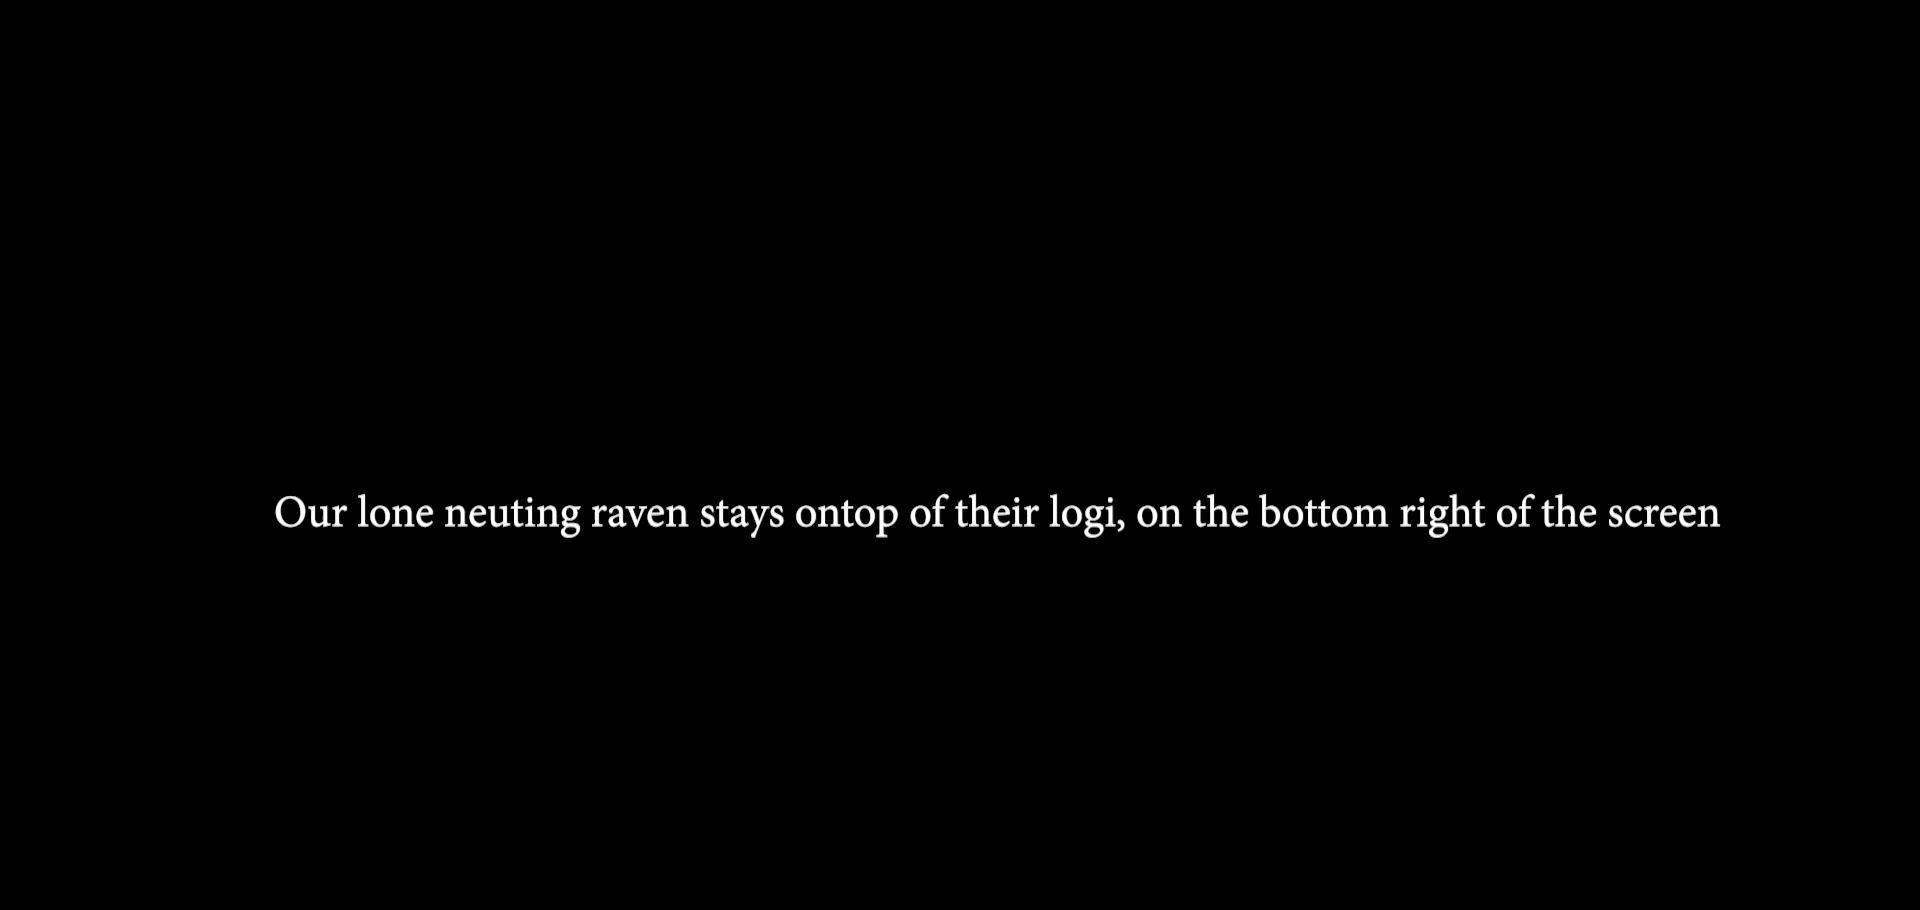 Our lone neuting raven stays ontop of their logi, on the bottom right of the screen